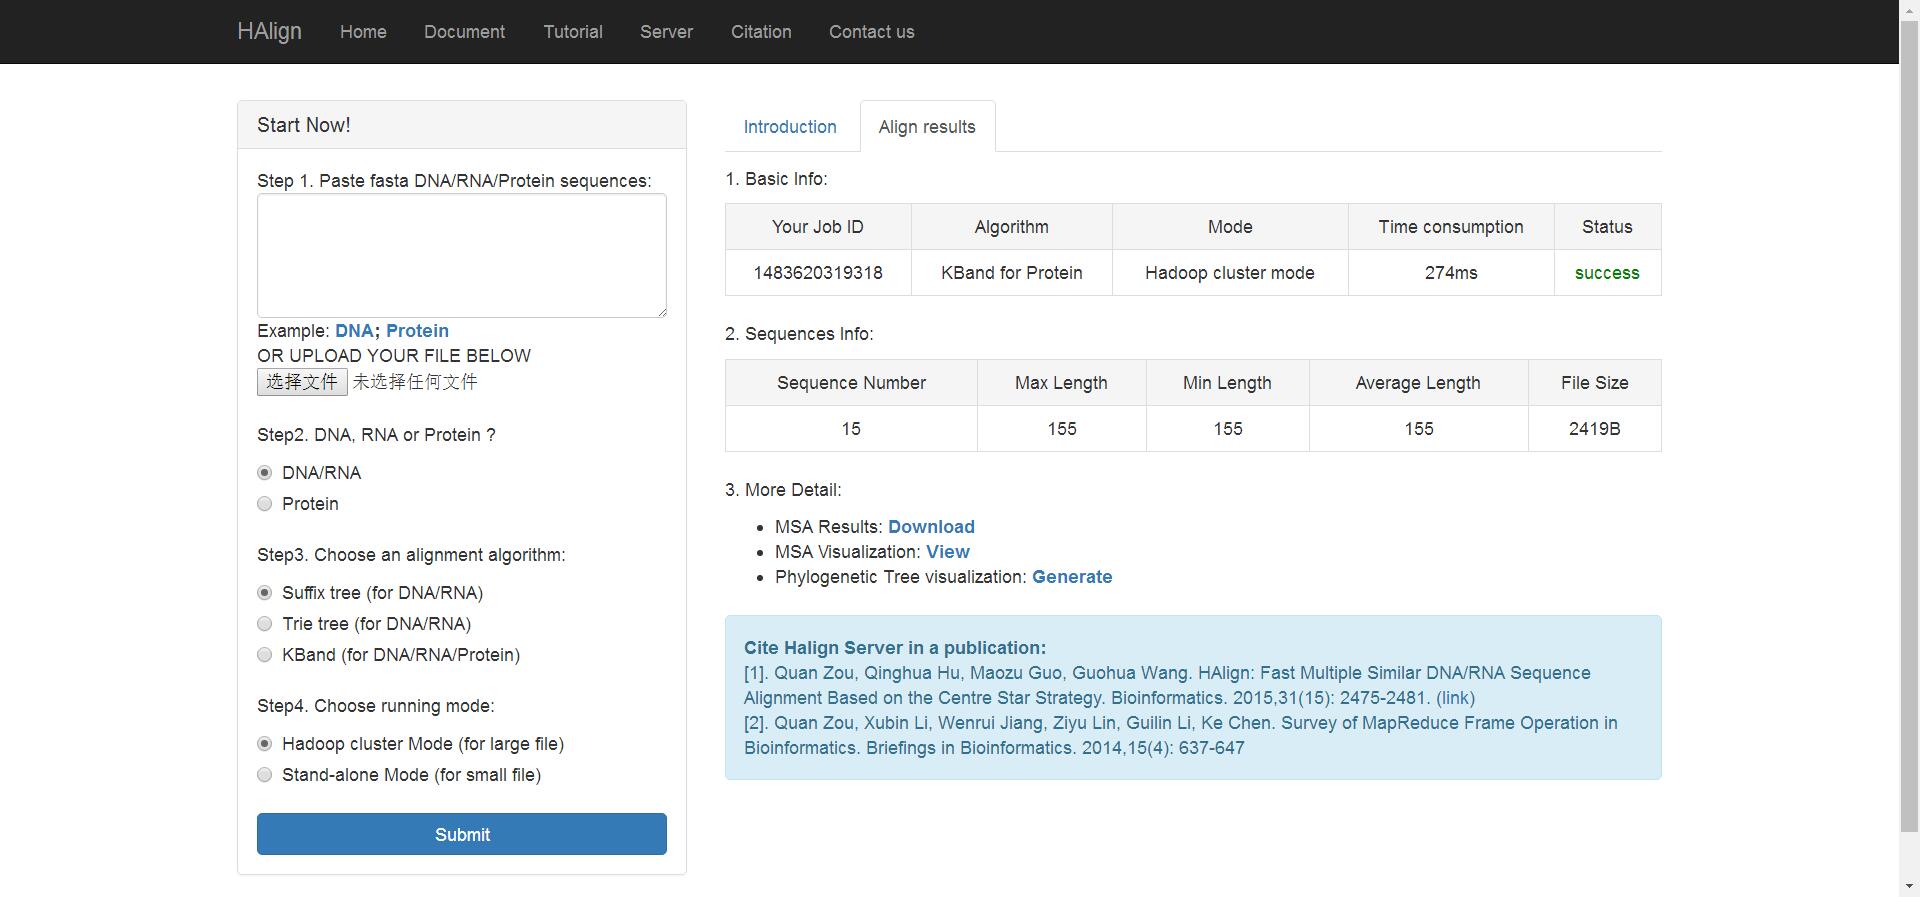 HAlign Home Document Tutorial Server Citation Contact us
Start Now!
Step 1. Paste fasta DNA/RNA/Protein sequences:
Example: DNA; Protein
OR UPLOAD YOUR FILE BELOW
选择文件 未选择任何文件
Step2. DNA, RNA or Protein ?
DNA/RNA
Protein
Step3. Choose an alignment algorithm:
Suffix tree (for DNA/RNA)
Trie tree (for DNA/RNA)
KBand (for DNA/RNA/Protein)
Step4. Choose running mode:
Hadoop cluster Mode (for large file)
Stand-alone Mode (for small file)
Submit
Introduction Align results
1. Basic Info:
Your Job ID Algorithm Mode Time consumption Status
1483620319318 KBand for Protein Hadoop cluster mode 274ms success
2. Sequences Info:
Sequence Number Max Length Min Length Average Length File Size
15 155 155 155 2419B
3. More Detail:
MSA Results: Download
MSA Visualization: View
Phylogenetic Tree visualization: Generate
Cite Halign Server in a publication:
[1]. Quan Zou, Qinghua Hu, Maozu Guo, Guohua Wang. HAlign: Fast Multiple Similar DNA/RNA Sequence
Alignment Based on the Centre Star Strategy. Bioinformatics. 2015,31(15): 2475-2481. (link)
[2]. Quan Zou, Xubin Li, Wenrui Jiang, Ziyu Lin, Guilin Li, Ke Chen. Survey of MapReduce Frame Operation in
Bioinformatics. Briefings in Bioinformatics. 2014,15(4): 637-647